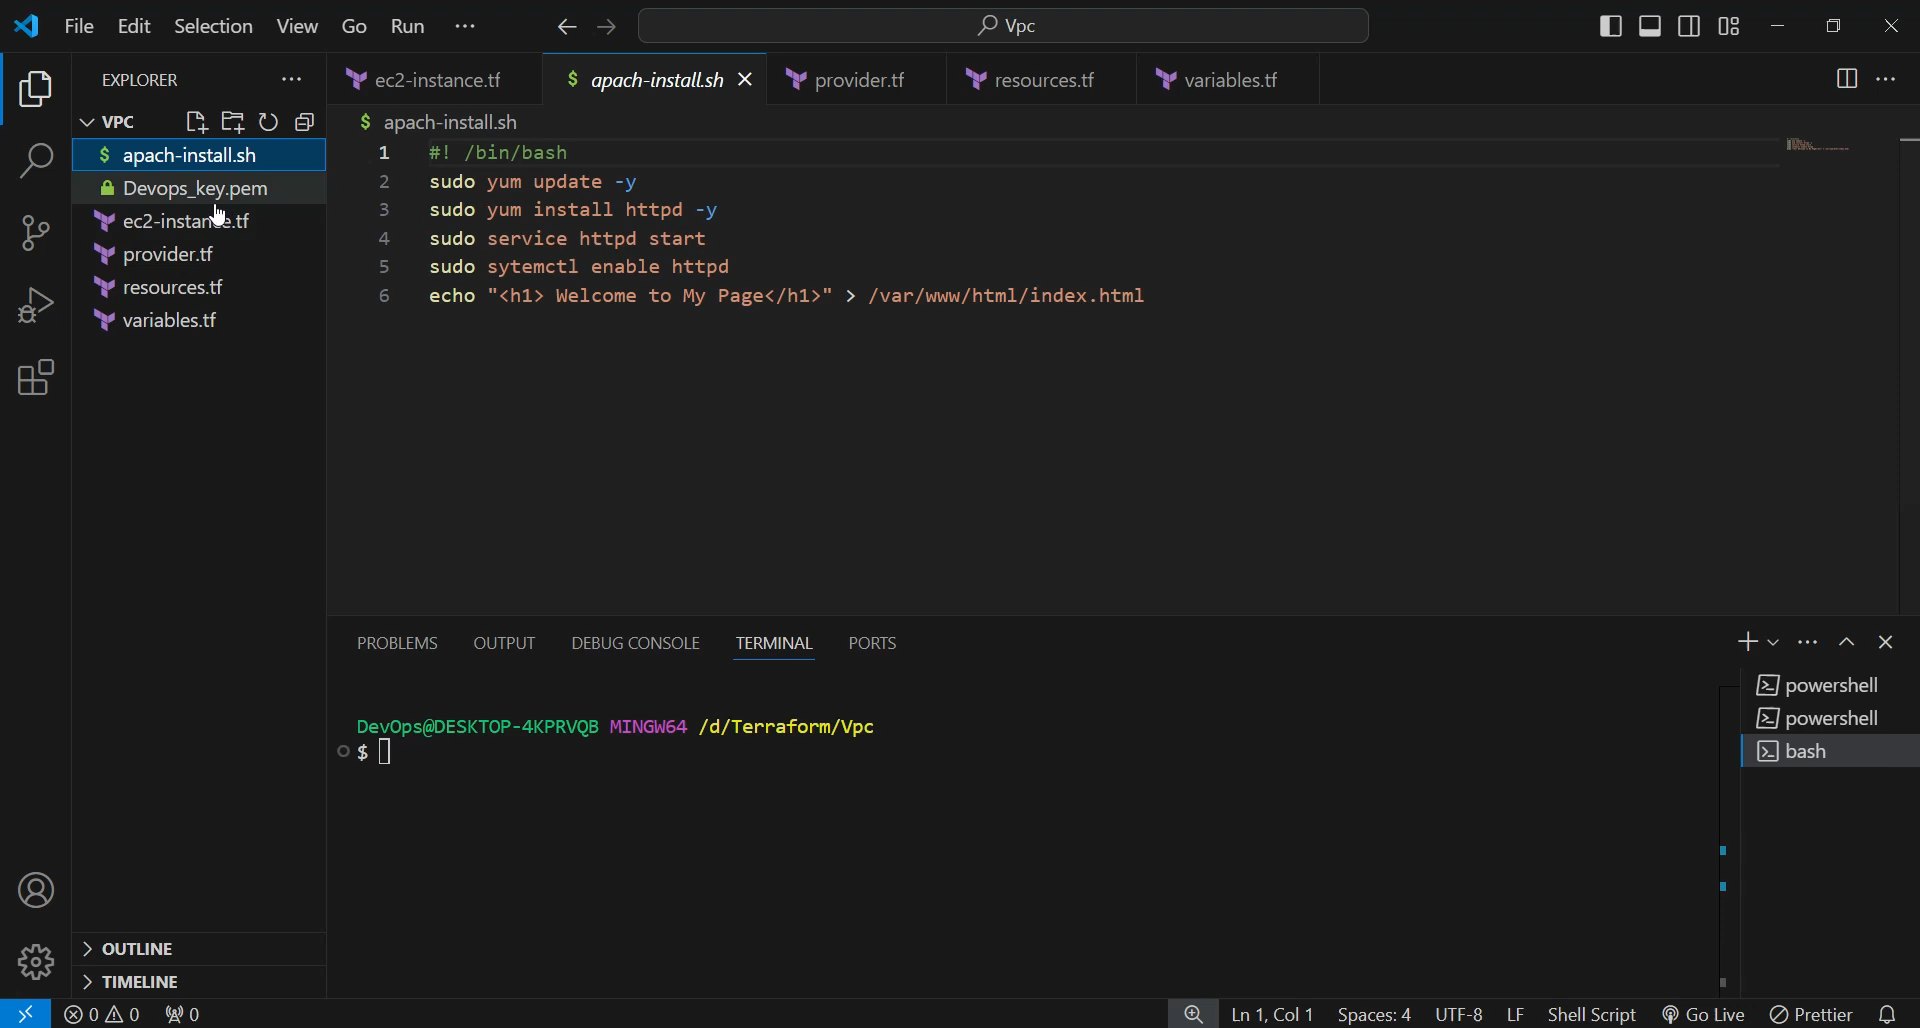 File Edit Selection View Go Run ··· Vpc
EXPLORER ···
ec2-instance.tf $ apach-install.sh provider.tf resources.tf variables.tf ···
VPC
$ apach-install.sh
Devops_key.pem
ec2-instance.tf
provider.tf
resources.tf
variables.tf
$ apach-install.sh
1 #! /bin/bash
2 sudo yum update -y
3 sudo yum install httpd -y
4 sudo service httpd start
5 sudo sytemctl enable httpd
6 echo "<h1> Welcome to My Page</h1>" > /var/www/html/index.html
PROBLEMS OUTPUT DEBUG CONSOLE TERMINAL PORTS ···
DevOps@DESKTOP-4KPRVQB MINGW64 /d/Terraform/Vpc
$
powershell
powershell
bash
OUTLINE
TIMELINE
0 0 0 Ln 1, Col 1 Spaces: 4 UTF-8 LF Shell Script Go Live Prettier